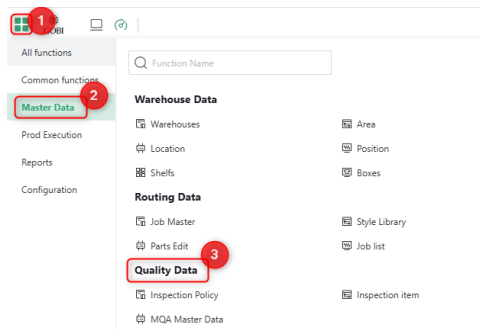 1
GOBI
All functions
Function Name
Common functions
2
Master Data
Warehouse Data
Warehouses
Area
Prod Execution
Location
Position
Reports
Shelfs
Boxes
Configuration
Routing Data
Job Master
Style Library
Parts Edit
Job list
3
Quality Data
Inspection Policy
Inspection item
MQA Master Data